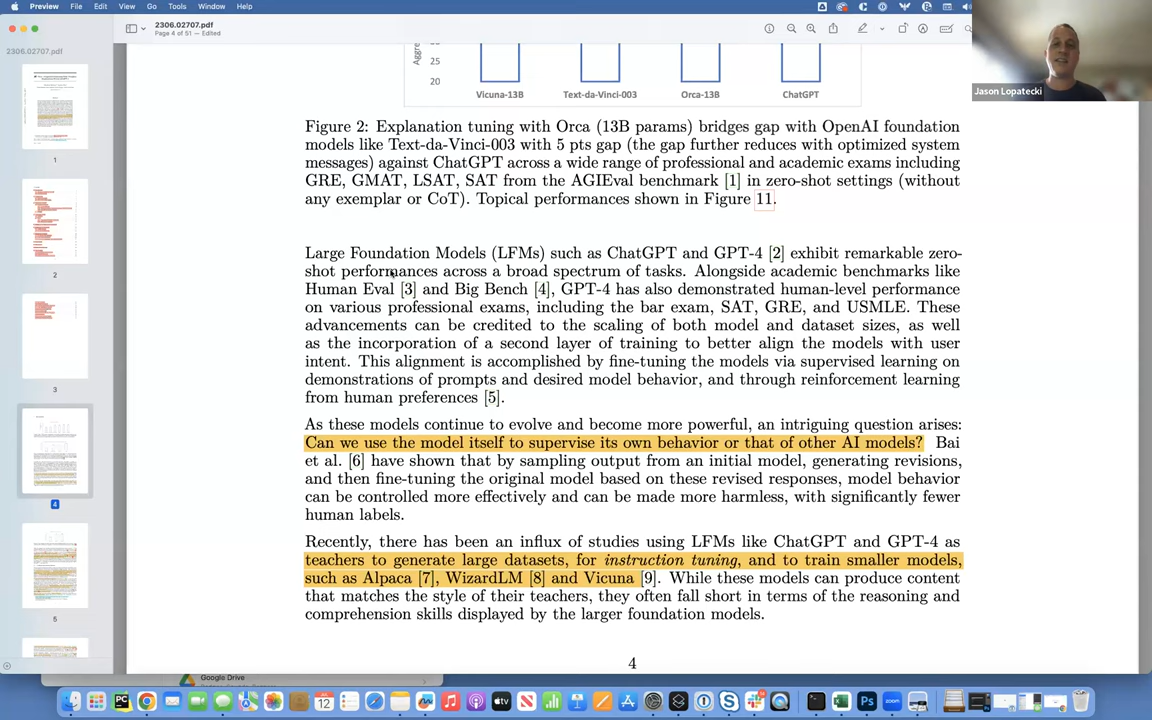 Preview File Edit View Go Tools Window Help
2306.02707.pdf
Page 4 of 51 — Edited
2306.02707.pdf
1
2
3
4
5
Jason Lopatecki
Aggre
25
20
Vicuna-13B Text-da-Vinci-003 Orca-13B ChatGPT
Figure 2: Explanation tuning with Orca (13B params) bridges gap with OpenAI foundation
models like Text-da-Vinci-003 with 5 pts gap (the gap further reduces with optimized system
messages) against ChatGPT across a wide range of professional and academic exams including
GRE, GMAT, LSAT, SAT from the AGIEval benchmark [1] in zero-shot settings (without
any exemplar or CoT). Topical performances shown in Figure 11.
Large Foundation Models (LFMs) such as ChatGPT and GPT-4 [2] exhibit remarkable zero-
shot performances across a broad spectrum of tasks. Alongside academic benchmarks like
Human Eval [3] and Big Bench [4], GPT-4 has also demonstrated human-level performance
on various professional exams, including the bar exam, SAT, GRE, and USMLE. These
advancements can be credited to the scaling of both model and dataset sizes, as well
as the incorporation of a second layer of training to better align the models with user
intent. This alignment is accomplished by fine-tuning the models via supervised learning on
demonstrations of prompts and desired model behavior, and through reinforcement learning
from human preferences [5].
As these models continue to evolve and become more powerful, an intriguing question arises:
Can we use the model itself to supervise its own behavior or that of other AI models? Bai
et al. [6] have shown that by sampling output from an initial model, generating revisions,
and then fine-tuning the original model based on these revised responses, model behavior
can be controlled more effectively and can be made more harmless, with significantly fewer
human labels.
Recently, there has been an influx of studies using LFMs like ChatGPT and GPT-4 as
teachers to generate large datasets, for instruction tuning, and to train smaller models,
such as Alpaca [7], WizardLM [8] and Vicuna [9]. While these models can produce content
that matches the style of their teachers, they often fall short in terms of the reasoning and
comprehension skills displayed by the larger foundation models.
4
Google Drive
12
tv
zoom
Ps